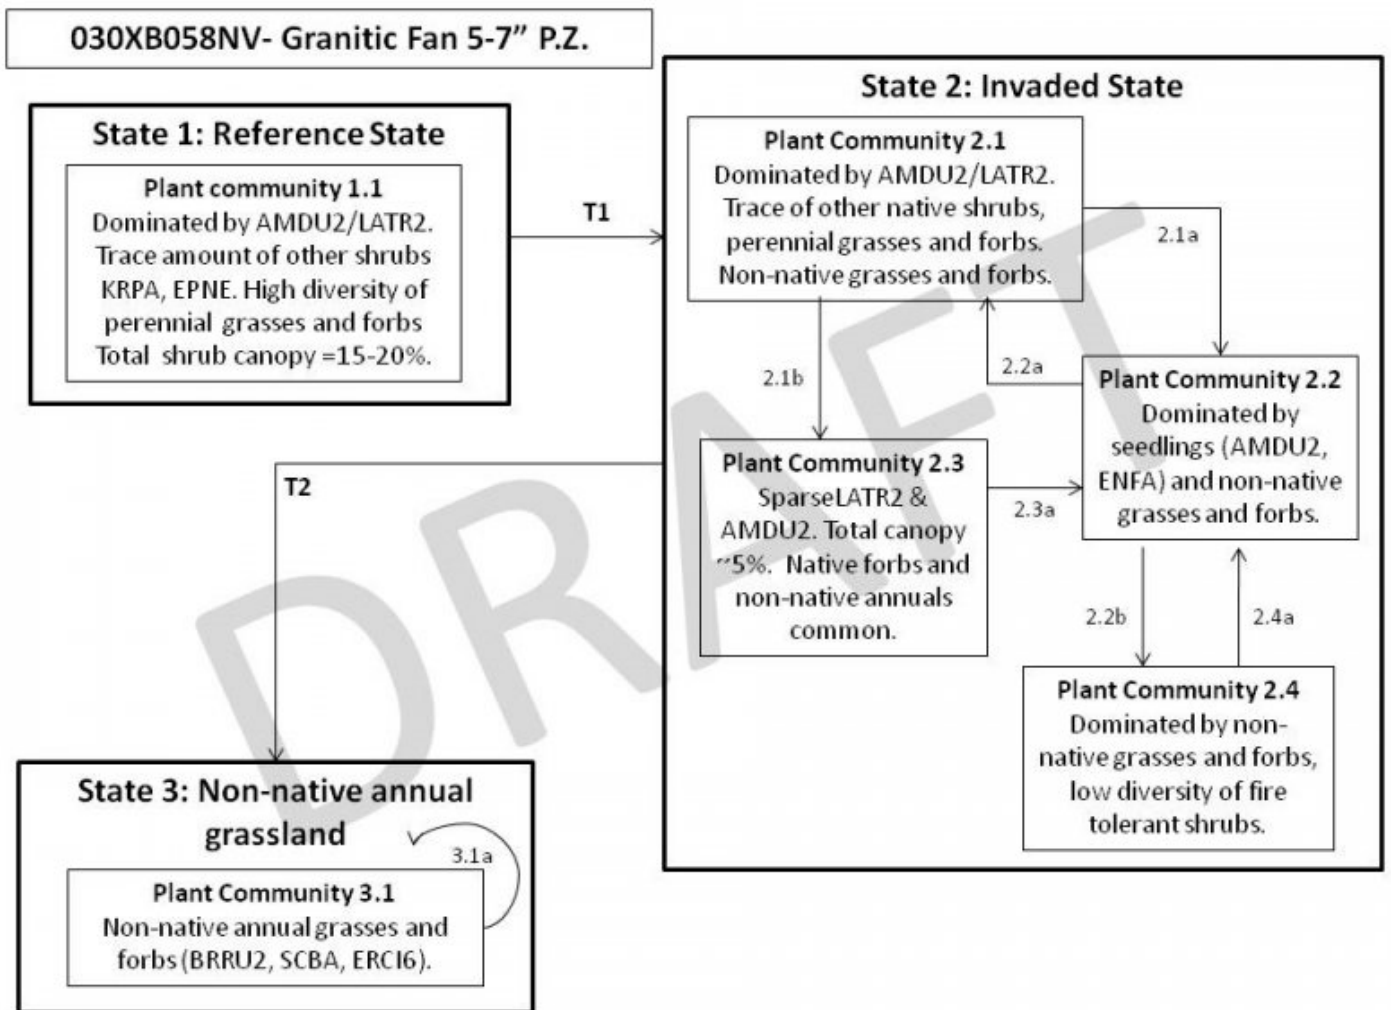 030XB058NV- Granitic Fan 5-7” P.Z.
State 1: Reference State
Plant community 1.1
Dominated by AMDU2/LATR2.
Trace amount of other shrubs
KRPA, EPNE. High diversity of
perennial grasses and forbs
Total shrub canopy =15-20%.
T1
State 2: Invaded State
Plant Community 2.1
Dominated by AMDU2/LATR2.
Trace of other native shrubs,
perennial grasses and forbs.
Non-native grasses and forbs.
2.1a
2.1b
2.2a
Plant Community 2.2
Dominated by
seedlings (AMDU2,
ENFA) and non-native
grasses and forbs.
Plant Community 2.3
SparseLATR2 &
AMDU2. Total canopy
~5%. Native forbs and
non-native annuals
common.
2.3a
2.2b
2.4a
Plant Community 2.4
Dominated by non-
native grasses and forbs,
low diversity of fire
tolerant shrubs.
T2
State 3: Non-native annual
grassland
3.1a
Plant Community 3.1
Non-native annual grasses and
forbs (BRRU2, SCBA, ERCI6).
DRAFT